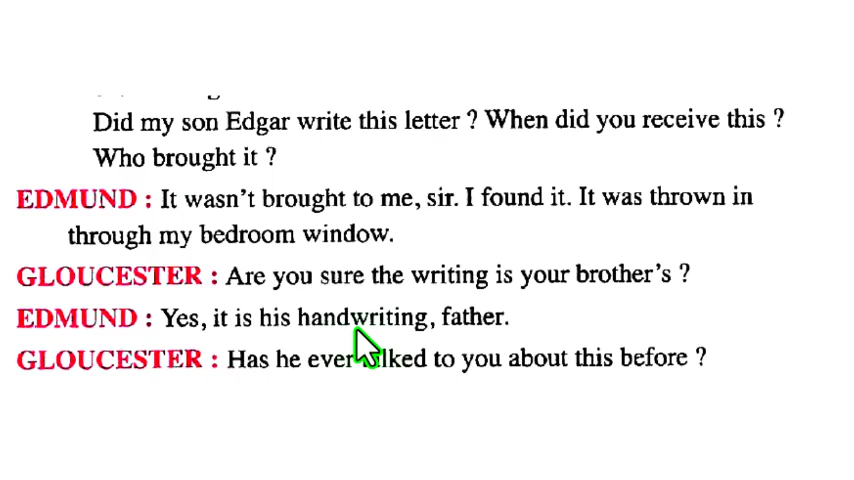 Did my son Edgar write this letter ? When did you receive this ?
Who brought it ?
EDMUND : It wasn't brought to me, sir. I found it. It was thrown in
through my bedroom window.
GLOUCESTER : Are you sure the writing is your brother's ?
EDMUND : Yes, it is his handwriting, father.
GLOUCESTER : Has he ever talked to you about this before ?